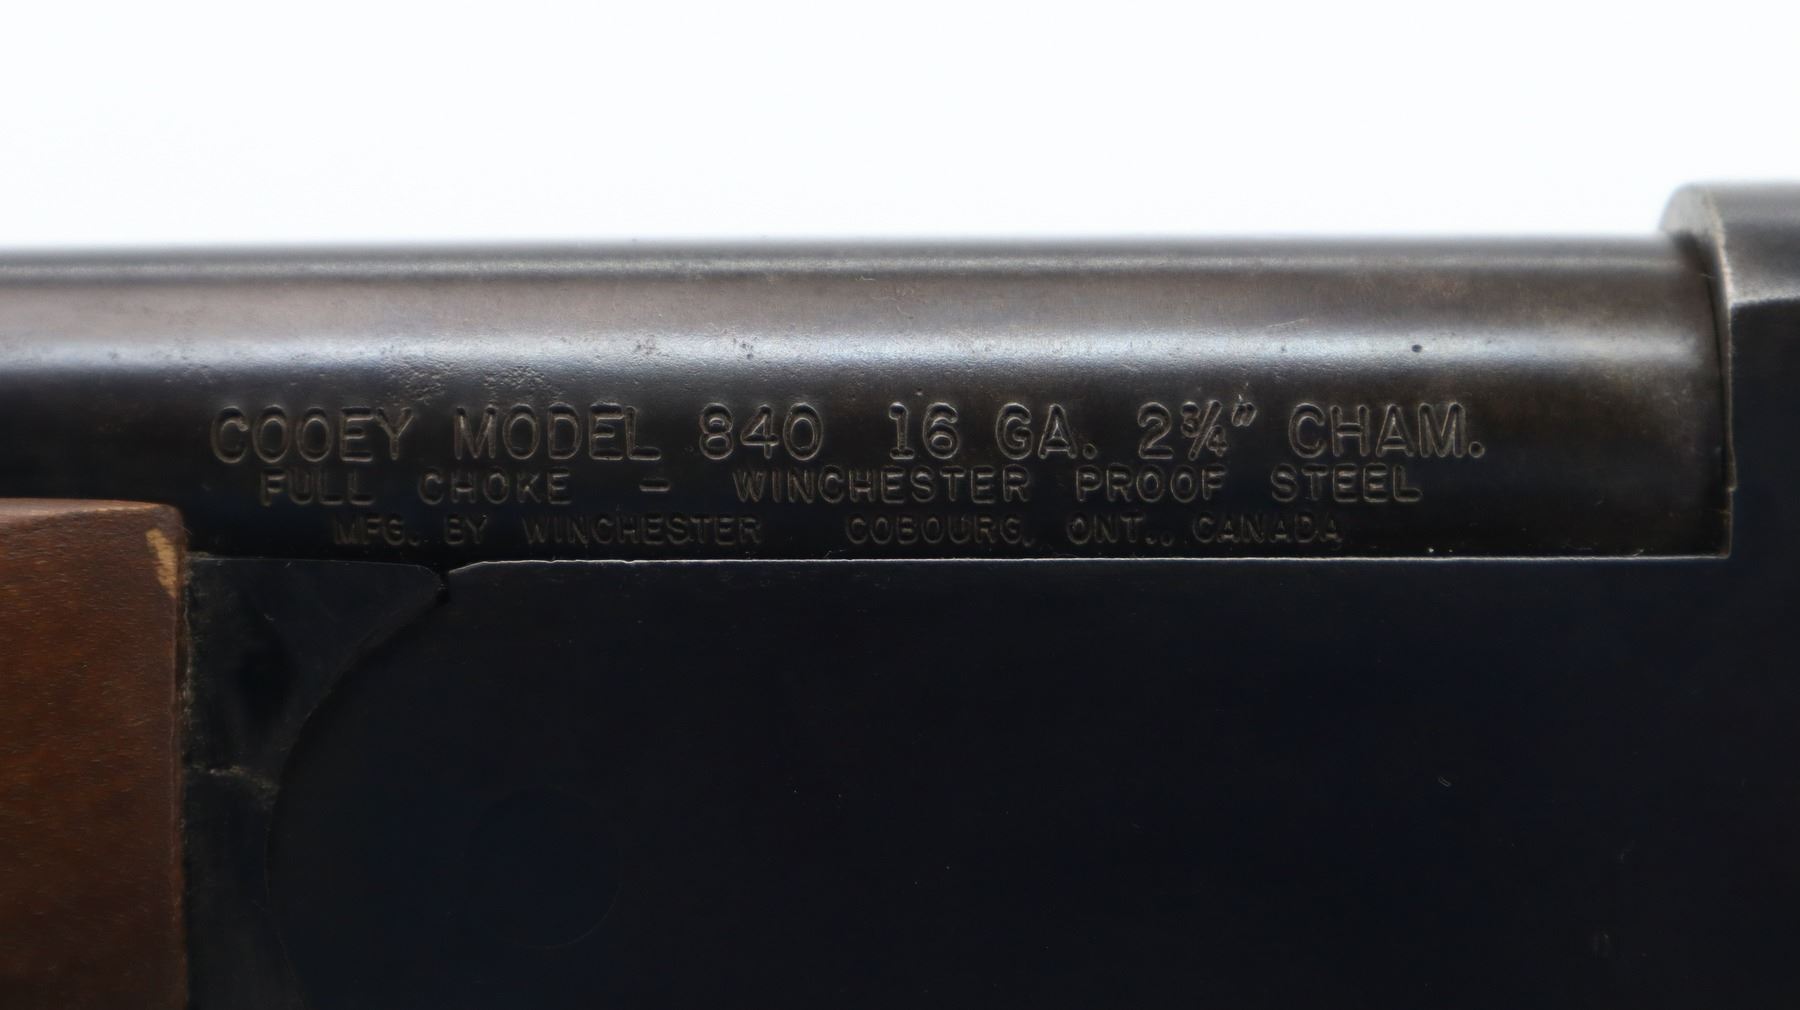 COOEY MODEL 840 16 GA. 2¾" CHAM.
FULL CHOKE - WINCHESTER PROOF STEEL
MFG. BY WINCHESTER COBOURG, ONT., CANADA